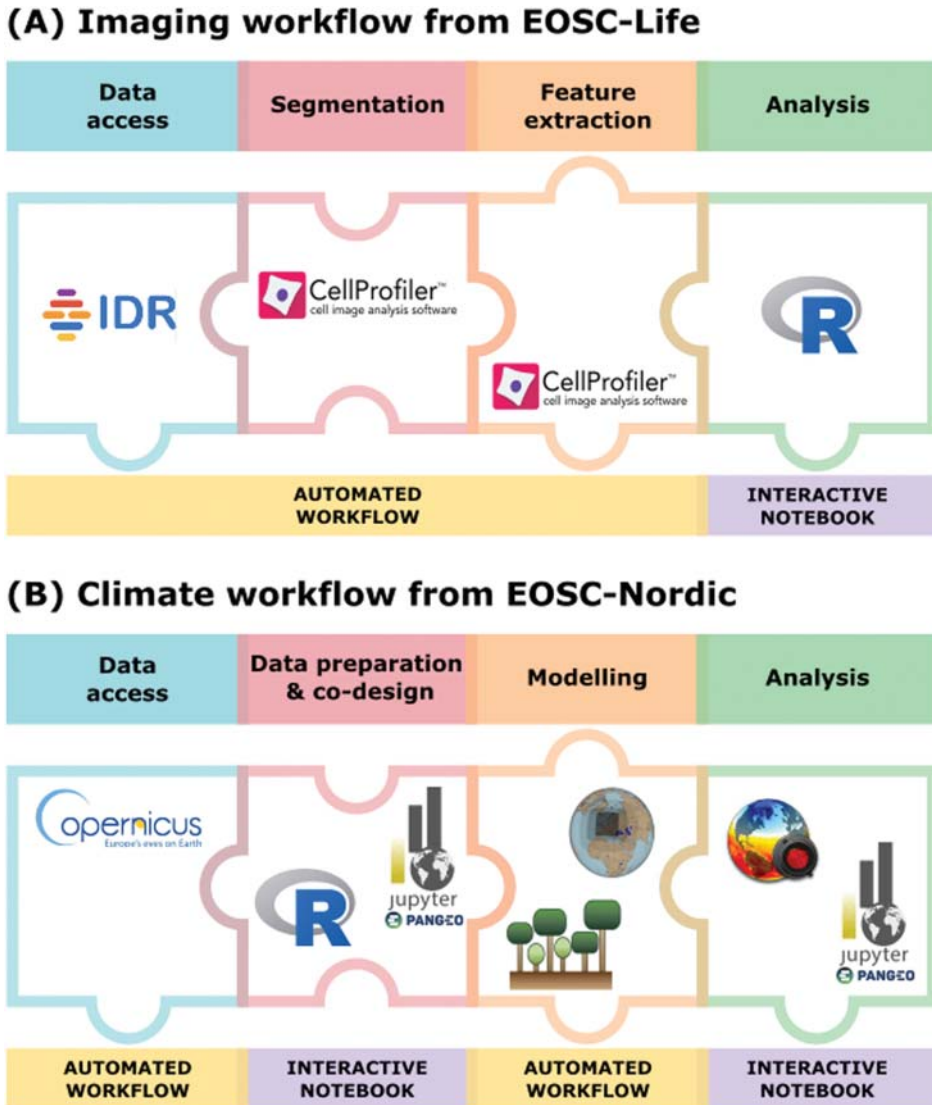 (A) Imaging workflow from EOSC-Life
Data
access
Segmentation
Feature
extraction
Analysis
IDR
CellProfiler™
cell image analysis software
CellProfiler™
cell image analysis software
R
AUTOMATED
WORKFLOW
INTERACTIVE
NOTEBOOK
(B) Climate workflow from EOSC-Nordic
Data
access
Data preparation
& co-design
Modelling
Analysis
Copernicus
Europe's eyes on Earth
R
jupyter
PANGEO
jupyter
PANGEO
AUTOMATED
WORKFLOW
INTERACTIVE
NOTEBOOK
AUTOMATED
WORKFLOW
INTERACTIVE
NOTEBOOK